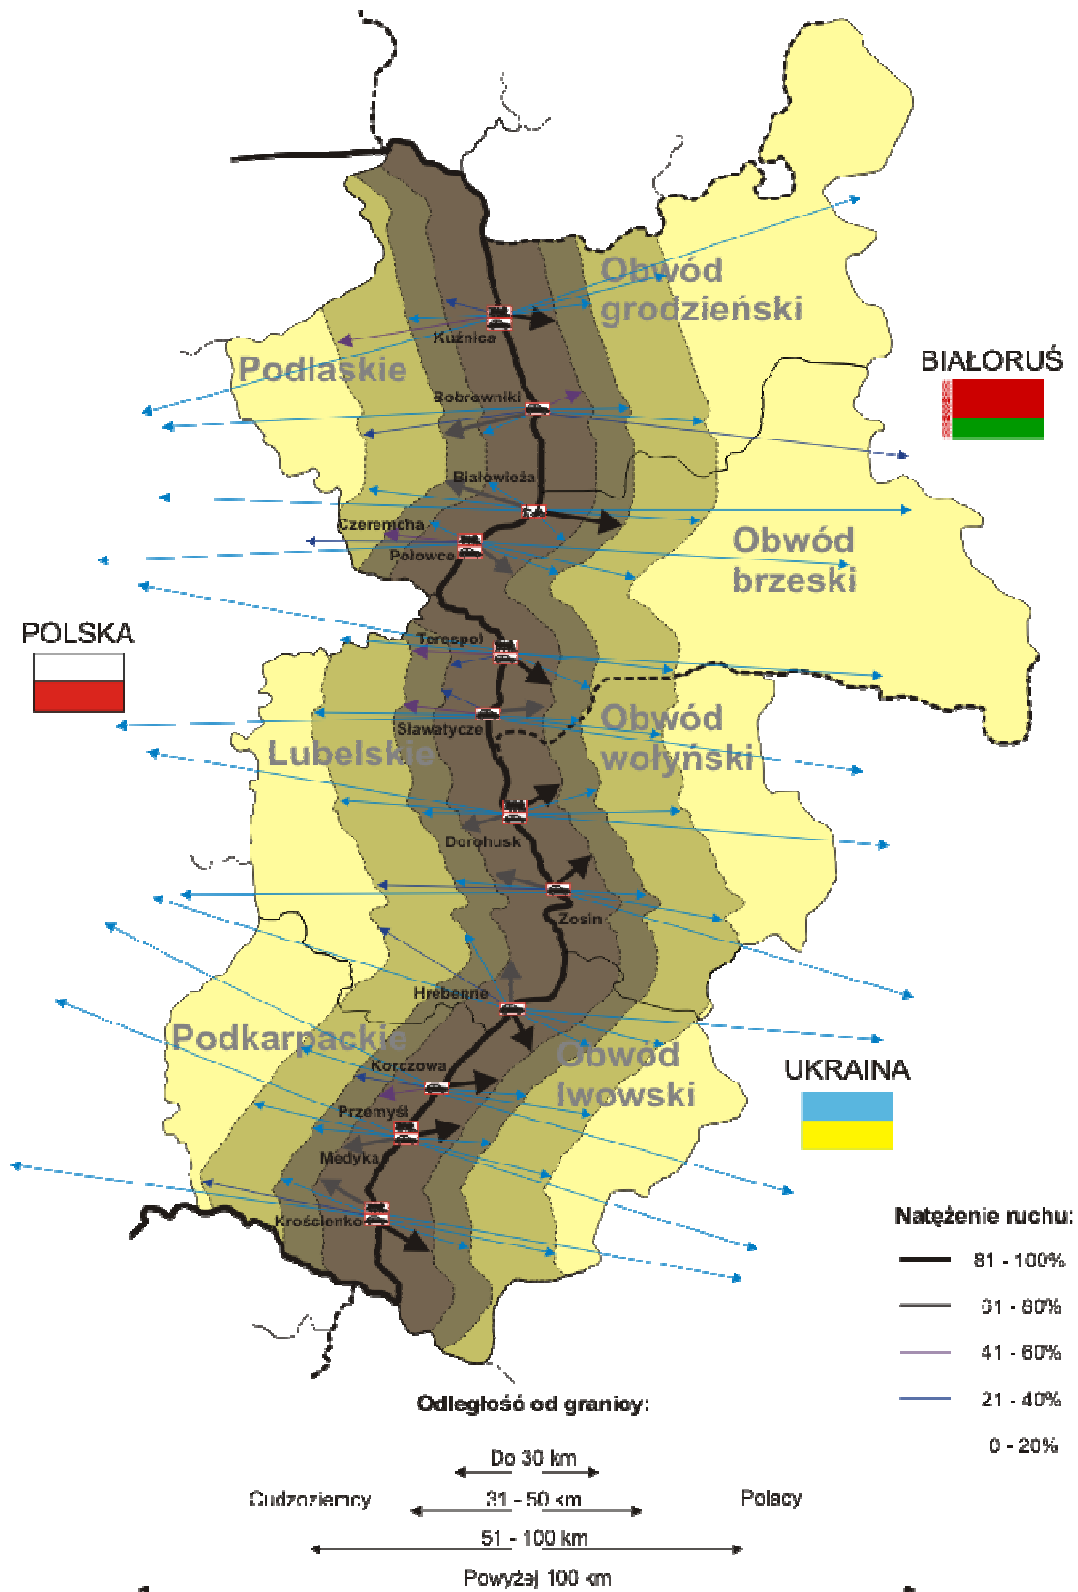 Obwód
grodzieński
BIAŁORUŚ
Kuźnica
Podlaskie
Bobrowniki
Białowieża
Czeremcha
Połowce
Obwód
brzeski
POLSKA
Terespol
Sławatycze
Obwód
wołyński
Lubelskie
Dorohusk
Zosin
Hrebenne
Podkarpackie
Obwód
lwowski
Korczowa
UKRAINA
Przemyśl
Medyka
Krościenko
Natężenie ruchu:
81 - 100%
61 - 80%
41 - 60%
21 - 40%
0 - 20%
Odległość od granicy:
Do 30 km
Cudzoziemcy 31 - 50 km Polacy
51 - 100 km
Powyżej 100 km